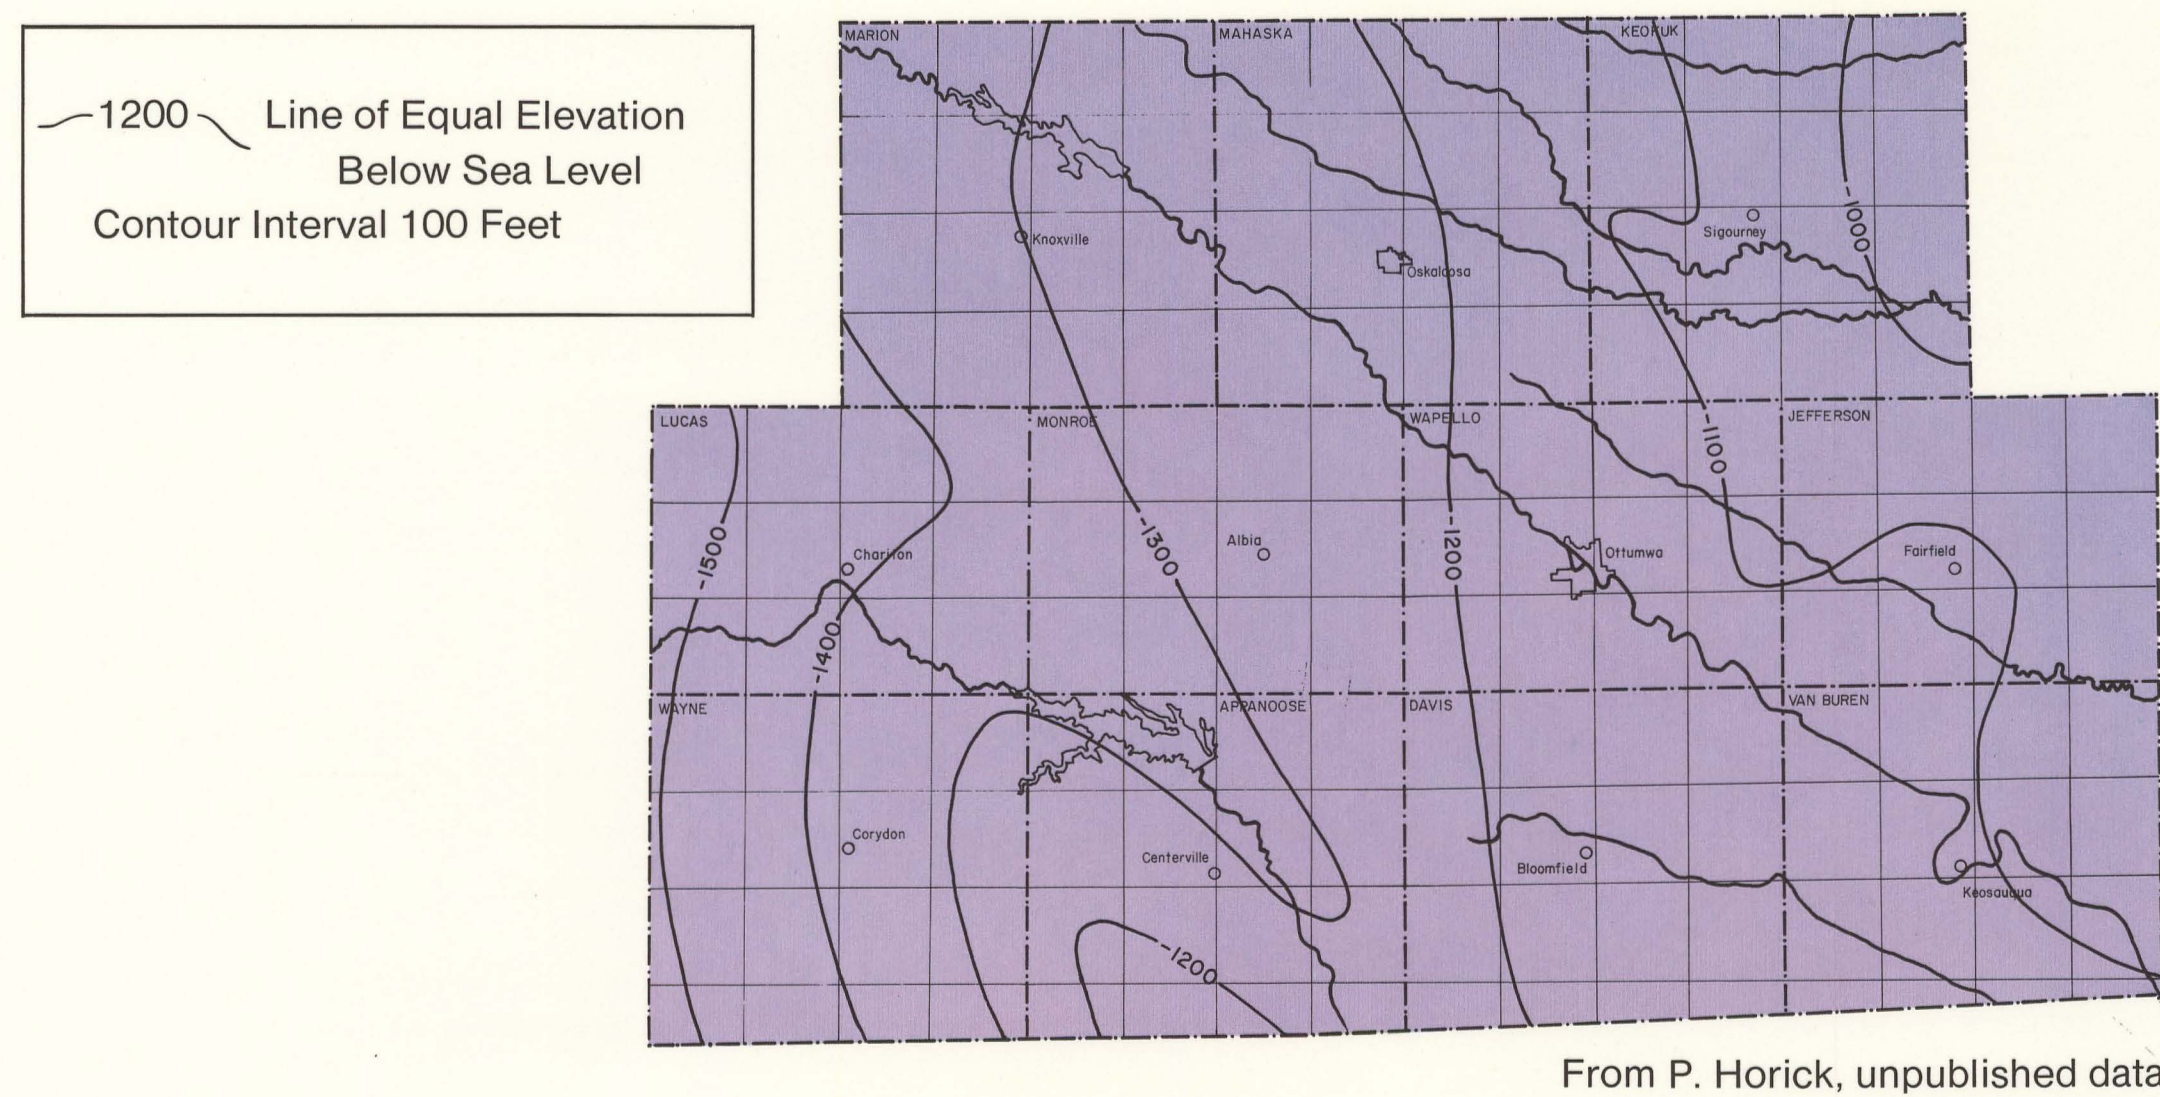 1200 Line of Equal Elevation
Below Sea Level
Contour Interval 100 Feet
MARION
MAHASKA
KEOKUK
-1000
Sigourney
Knoxville
Oskaloosa
LUCAS
MONROE
WAPELLO
JEFFERSON
-1100
-1500
Chariton
-1300
Albia
-1200
Ottumwa
Fairfield
-1400
WAYNE
APPANOOSE
DAVIS
VAN BUREN
Corydon
Centerville
Bloomfield
Keosauqua
-1200
From P. Horick, unpublished data